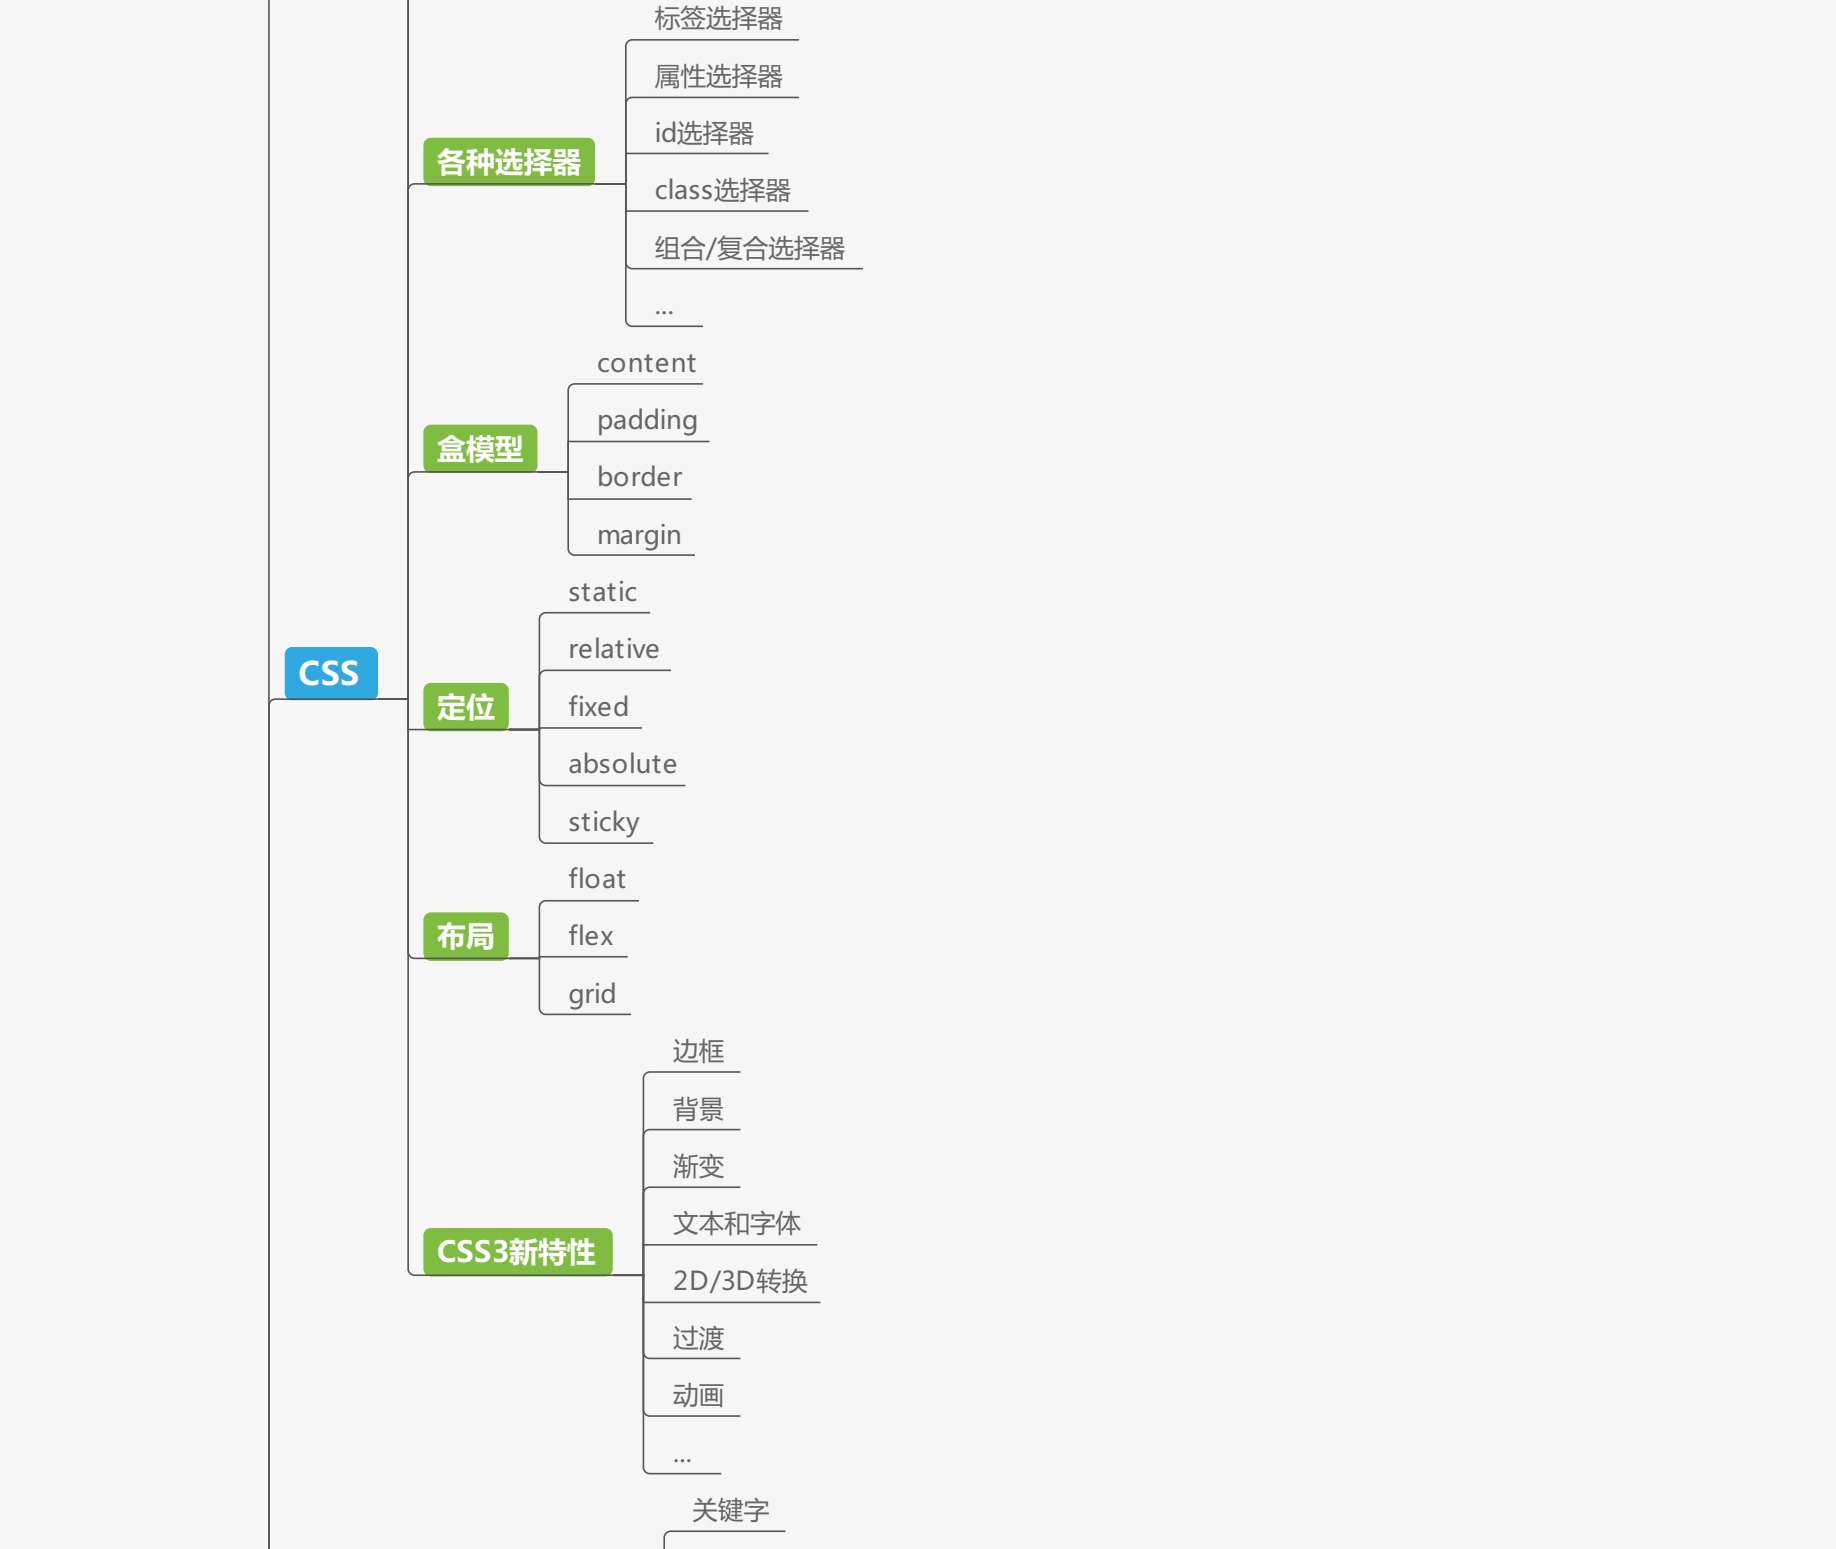 标签选择器
属性选择器
id选择器
各种选择器
class选择器
组合/复合选择器
...
content
padding
盒模型
border
margin
static
relative
CSS
定位
fixed
absolute
sticky
float
布局
flex
grid
边框
背景
渐变
文本和字体
CSS3新特性
2D/3D转换
过渡
动画
...
关键字